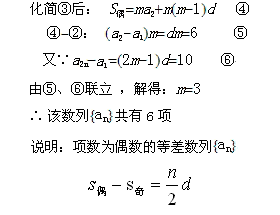 化简③后： S偶=ma₂+m(m−1)d ④
④−②： (a₂−a₁)m=dm=6 ⑤
又∵ a₂ₙ−a₁=(2m−1)d=10 ⑥
由⑤、⑥联立 ，解得：m=3
∴ 该数列{aₙ}共有 6 项
说明：项数为偶数的等差数列{aₙ}
s偶 − s奇 = n/2 d